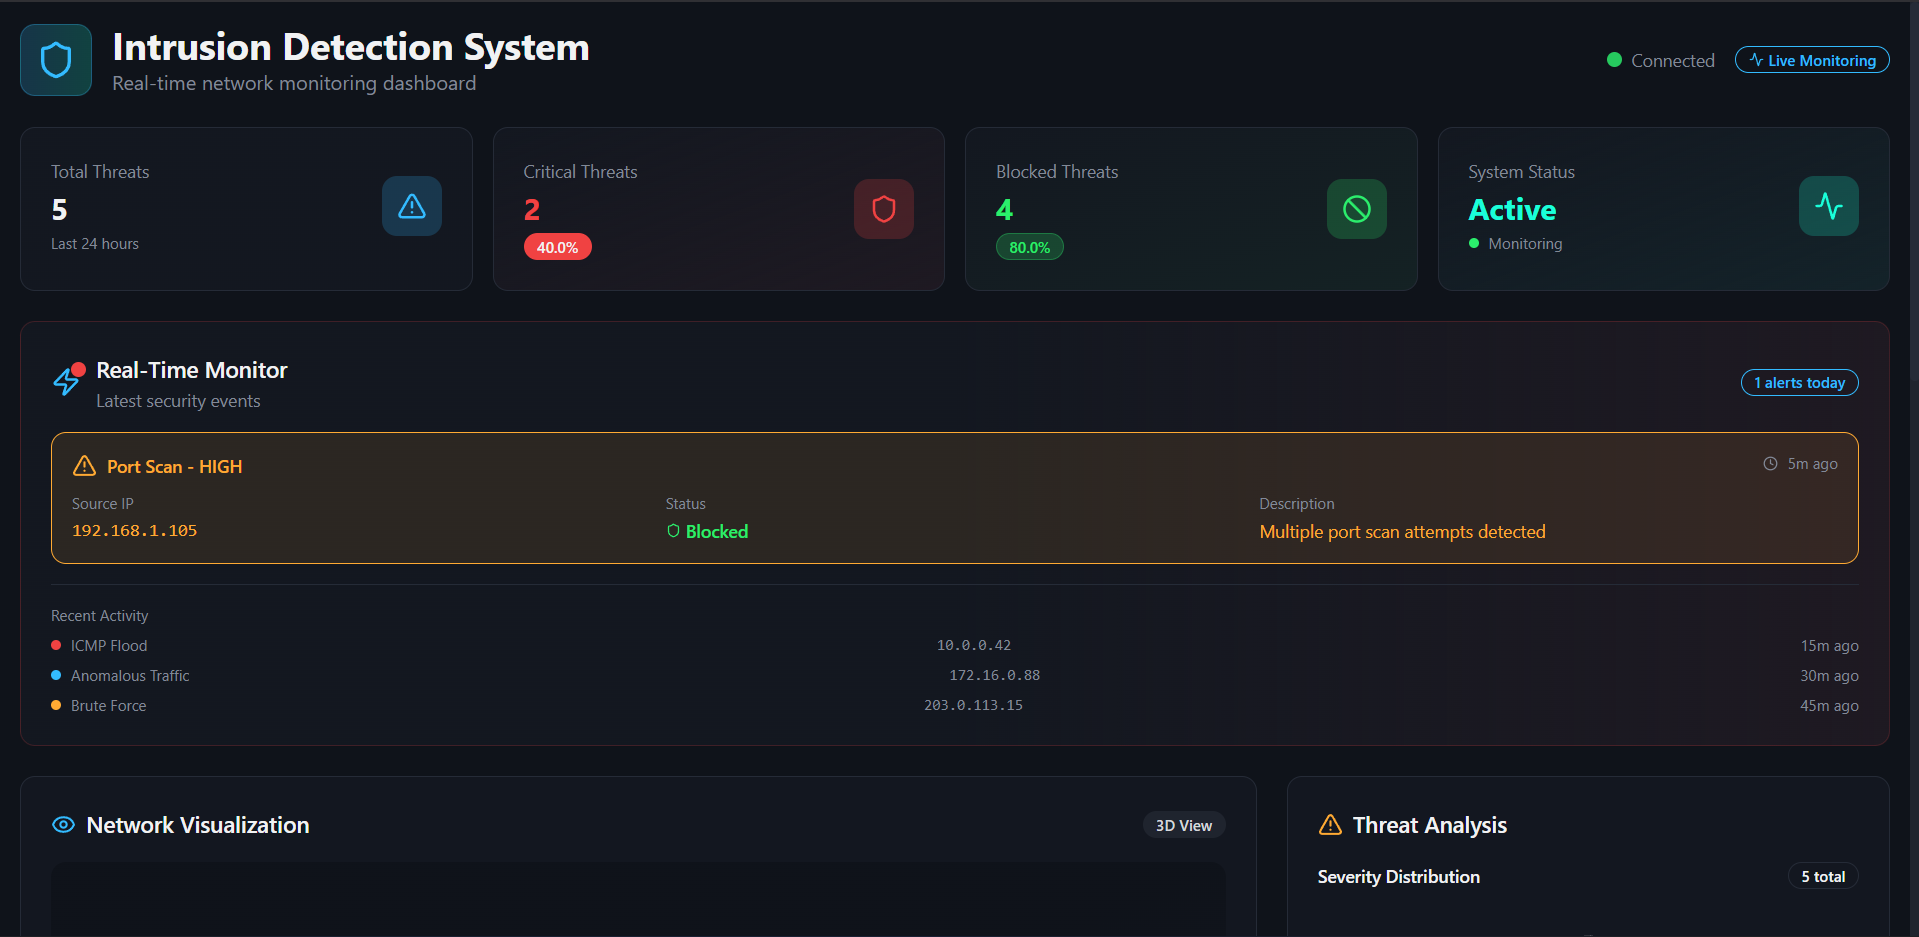 Intrusion Detection System
Real-time network monitoring dashboard
Connected
Live Monitoring
Total Threats
5
Last 24 hours
Critical Threats
2
40.0%
Blocked Threats
4
80.0%
System Status
Active
Monitoring
Real-Time Monitor
Latest security events
1 alerts today
Port Scan - HIGH
5m ago
Source IP
192.168.1.105
Status
Blocked
Description
Multiple port scan attempts detected
Recent Activity
ICMP Flood 10.0.0.42 15m ago
Anomalous Traffic 172.16.0.88 30m ago
Brute Force 203.0.113.15 45m ago
Network Visualization
3D View
Threat Analysis
Severity Distribution
5 total